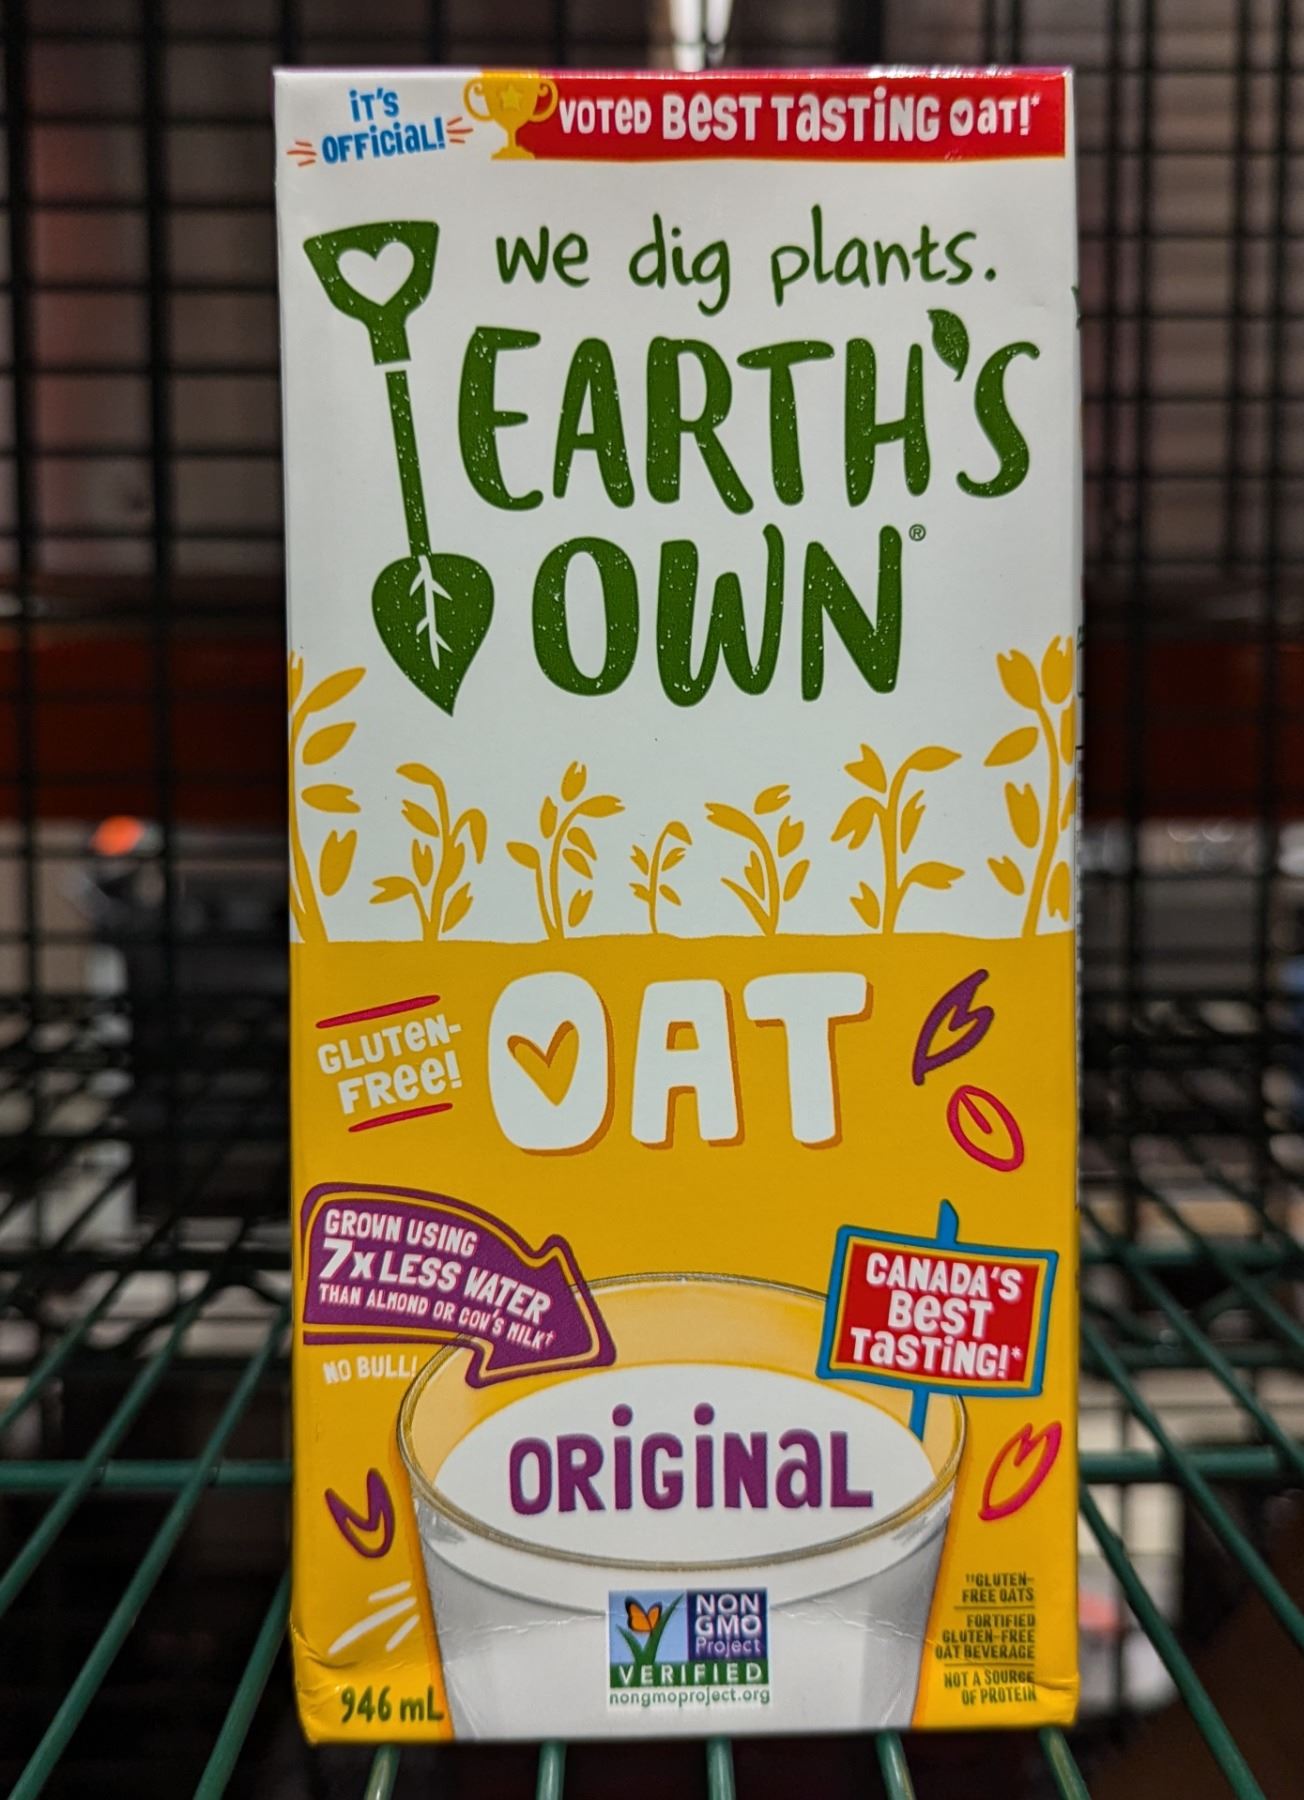 iT'S
OFFiCiaL!
VOTED BEST TASTiNG OAT!*
we dig plants.
EARTH'S
OWN®
GLUTEN-
FREE!
OAT
GROWN USING
7x LESS WATER
THAN ALMOND OR COW'S MILK†
NO BULL!
CANADA'S
BEST
TASTiNG!*
ORiGiNaL
NON
GMO
Project
VERIFIED
nongmoproject.org
946 mL
††GLUTEN-
FREE OATS
FORTIFIED
GLUTEN-FREE
OAT BEVERAGE
NOT A SOURCE
OF PROTEIN